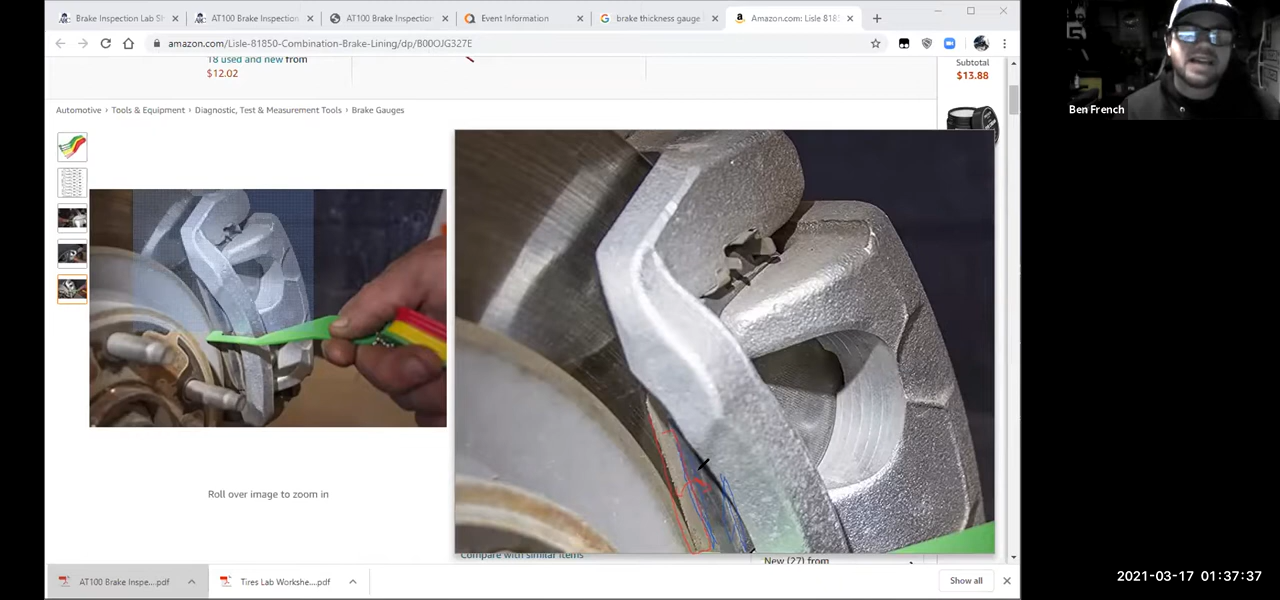 Brake Inspection Lab Sh
AT100 Brake Inspection
AT100 Brake Inspection
Event Information
brake thickness gauge
Amazon.com: Lisle 8185
amazon.com/Lisle-81850-Combination-Brake-Lining/dp/B00OJG327E
18 used and new from
$12.02
Subtotal
$13.88
Ben French
Automotive › Tools & Equipment › Diagnostic, Test & Measurement Tools › Brake Gauges
Roll over image to zoom in
Compare with similar items
New (27) from
AT100 Brake Inspe....pdf
Tires Lab Workshe....pdf
Show all
2021-03-17 01:37:37